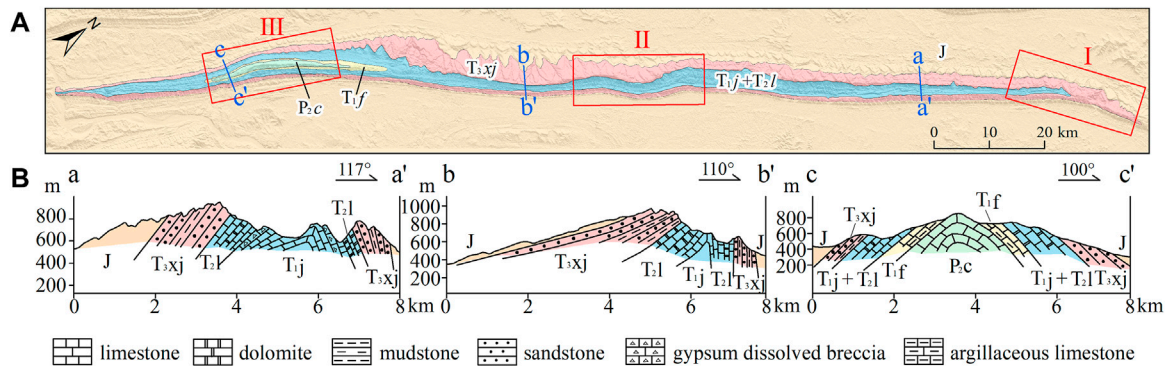 A
N
III
II
I
c
c'
b
b'
a
a'
J
T₃xj
T₁j+T₂l
P₂c
T₁f
0 10 20 km
B
a 117° a'
m
800
600
400
200
J T₃xj T₂l T₁j T₂l T₃xj
0 2 4 6 8 km
b 110° b'
m
1000
800
600
400
200
J T₃xj T₂l T₁j T₂l T₃xj J
0 2 4 6 8 km
c 100° c'
m
800
600
400
200
J T₃xj T₁j+T₂l T₁f P₂c T₁f T₁j+T₂l T₃xj J
0 2 4 6 8 km
limestone dolomite mudstone sandstone gypsum dissolved breccia argillaceous limestone